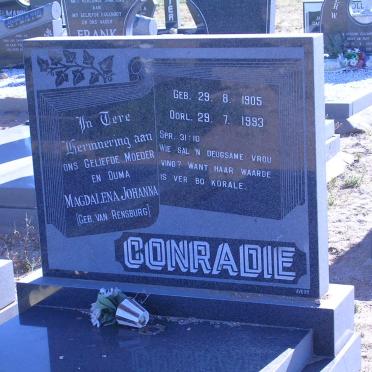 FRANK
In Tere
Herinnering aan
ONS GELIEFDE MOEDER
EN OUMA
MAGDALENA JOHANNA
(GEB. VAN RENSBURG)
GEB. 29. 8. 1905
OORL. 29. 7. 1993
SPR. 31:10
WIE SAL 'N DEUGSAME VROU
VIND? WANT HAAR WAARDE
IS VER BO KORALE.
CONRADIE